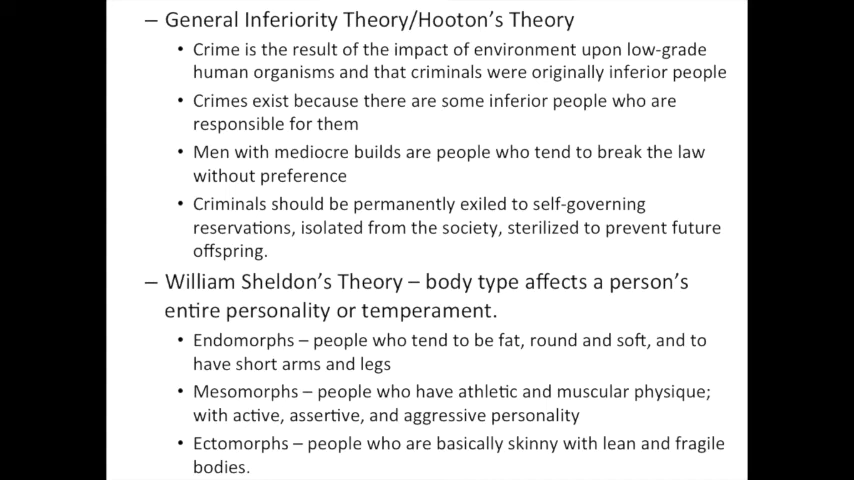 – General Inferiority Theory/Hooton's Theory
• Crime is the result of the impact of environment upon low-grade
human organisms and that criminals were originally inferior people
• Crimes exist because there are some inferior people who are
responsible for them
• Men with mediocre builds are people who tend to break the law
without preference
• Criminals should be permanently exiled to self-governing
reservations, isolated from the society, sterilized to prevent future
offspring.
– William Sheldon's Theory – body type affects a person's
entire personality or temperament.
• Endomorphs – people who tend to be fat, round and soft, and to
have short arms and legs
• Mesomorphs – people who have athletic and muscular physique;
with active, assertive, and aggressive personality
• Ectomorphs – people who are basically skinny with lean and fragile
bodies.